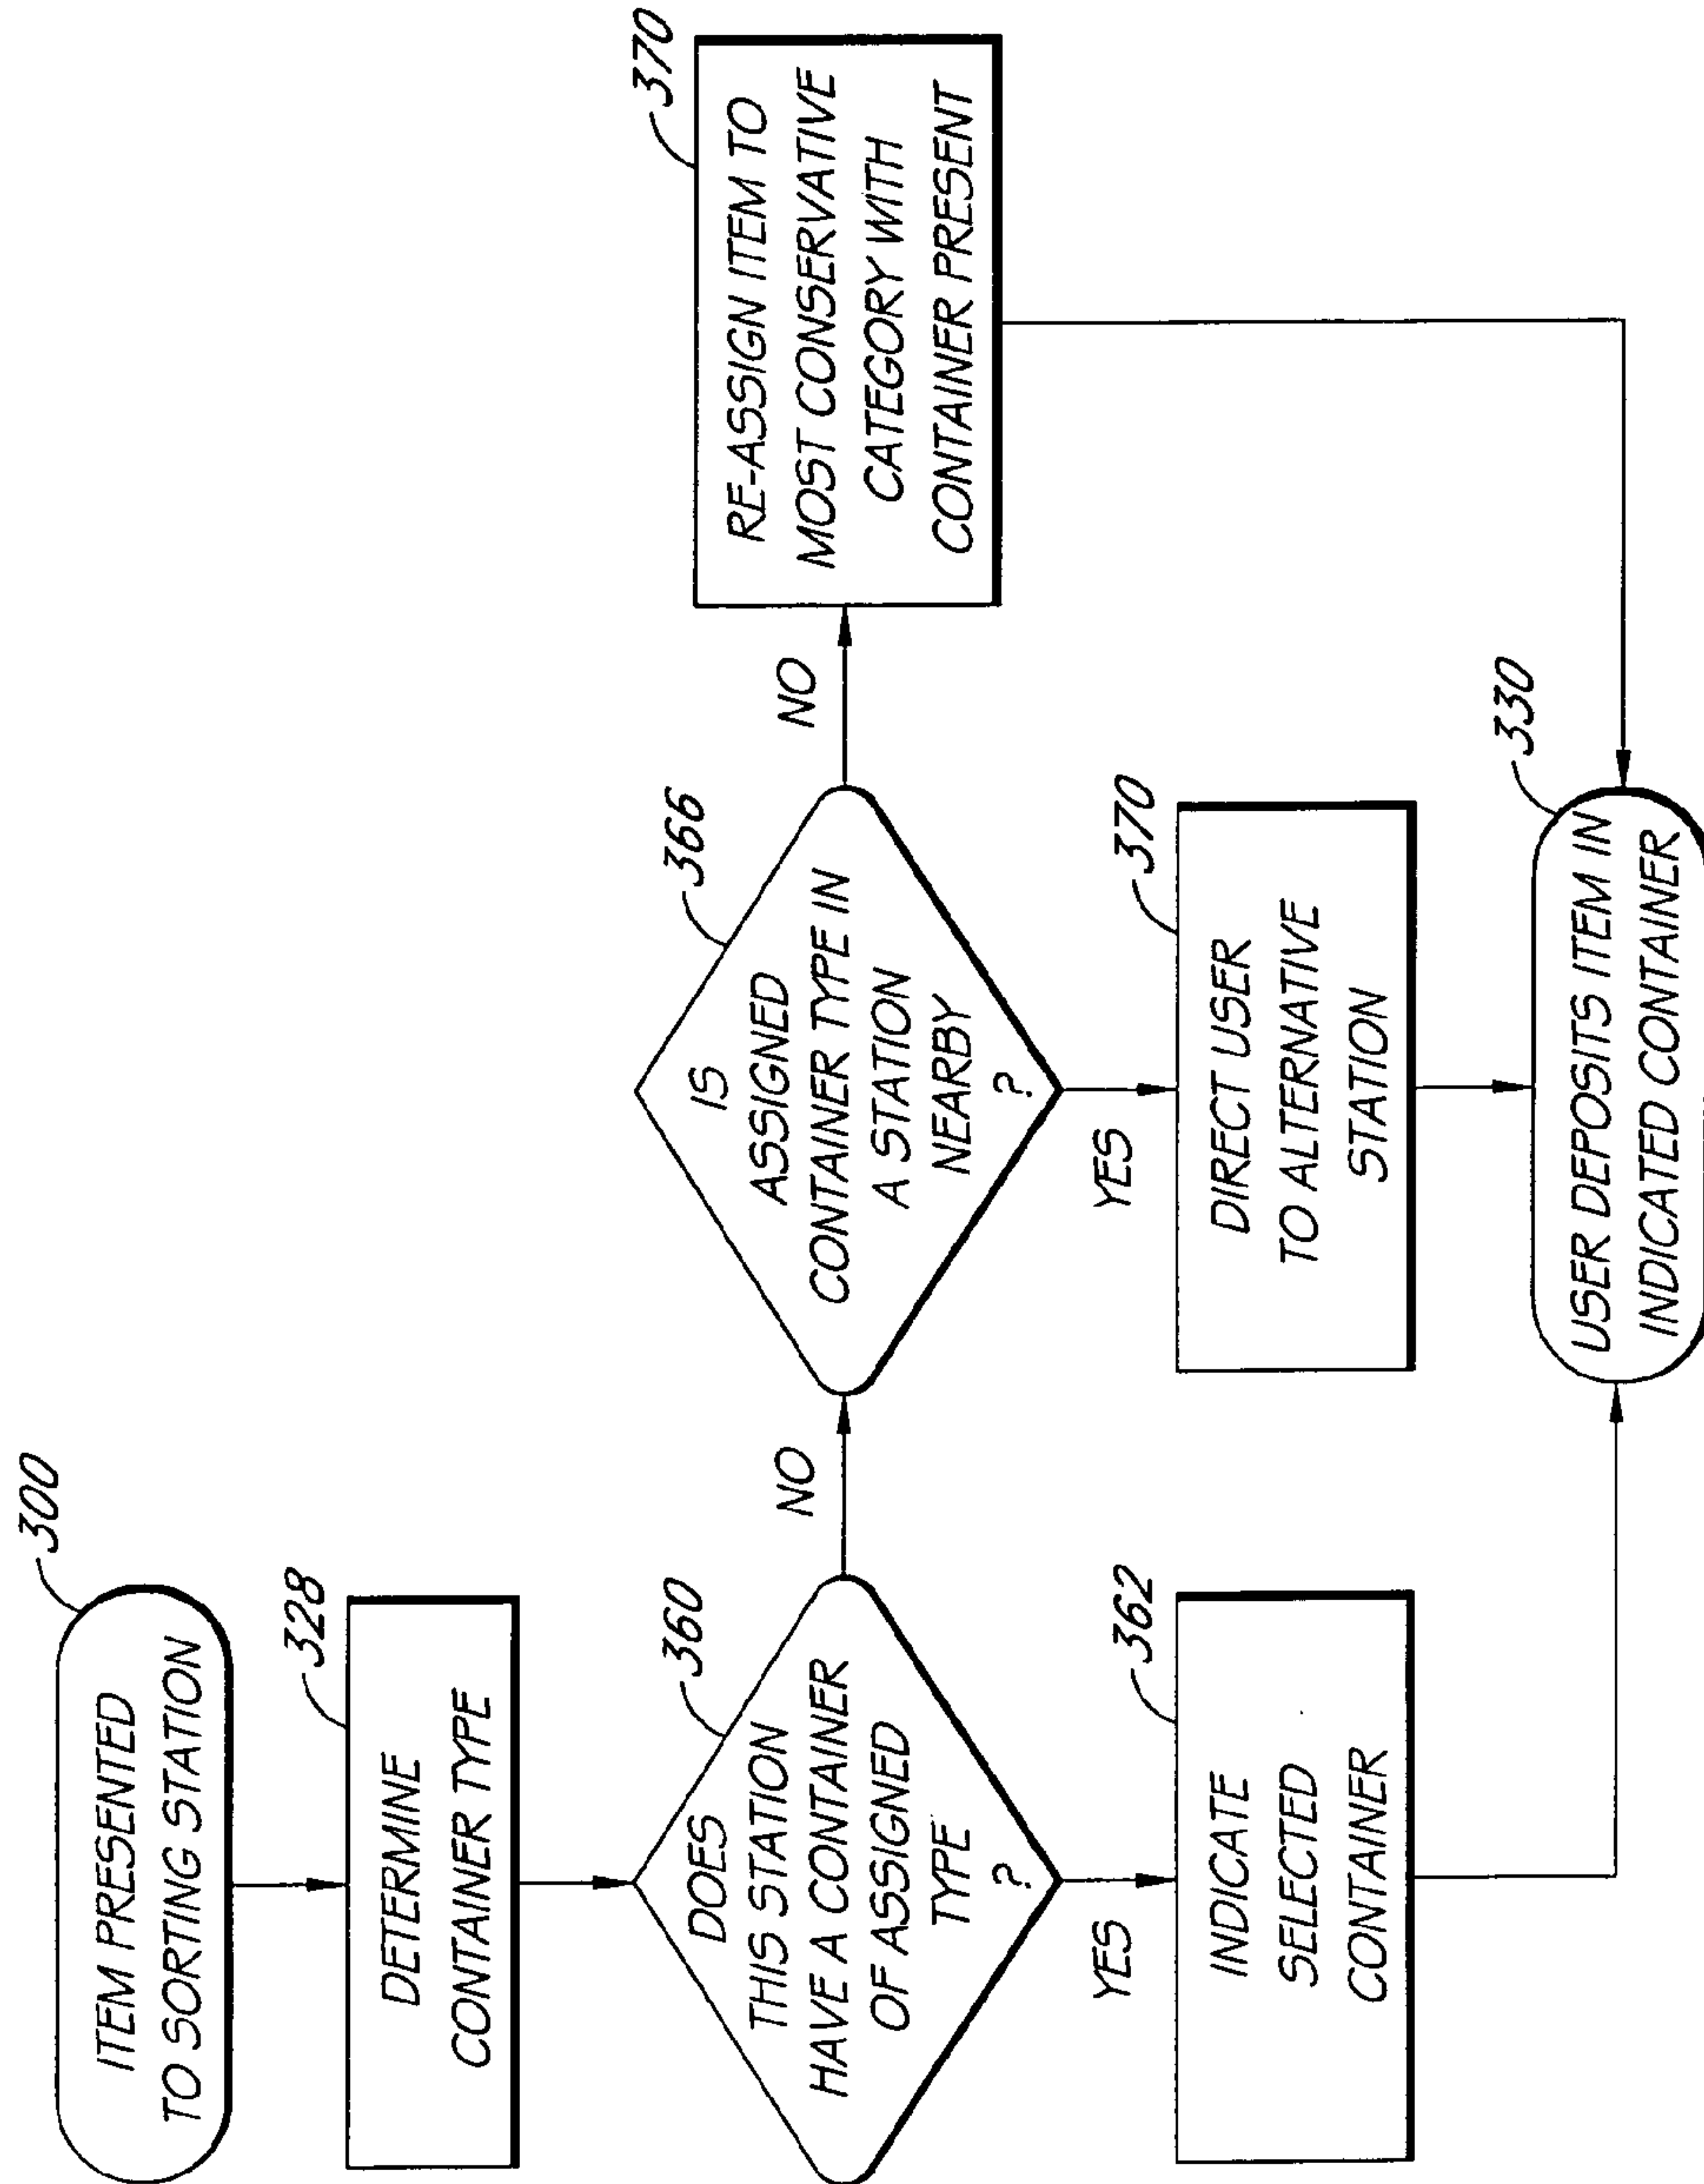 300
ITEM PRESENTED
TO SORTING STATION
328
DETERMINE
CONTAINER TYPE
360
DOES
THIS STATION
HAVE A CONTAINER
OF ASSIGNED
TYPE
?
NO
YES
362
INDICATE
SELECTED
CONTAINER
366
IS
ASSIGNED
CONTAINER TYPE IN
A STATION
NEARBY
?
NO
YES
370
DIRECT USER
TO ALTERNATIVE
STATION
370
RE-ASSIGN ITEM TO
MOST CONSERVATIVE
CATEGORY WITH
CONTAINER PRESENT
330
USER DEPOSITS ITEM IN
INDICATED CONTAINER